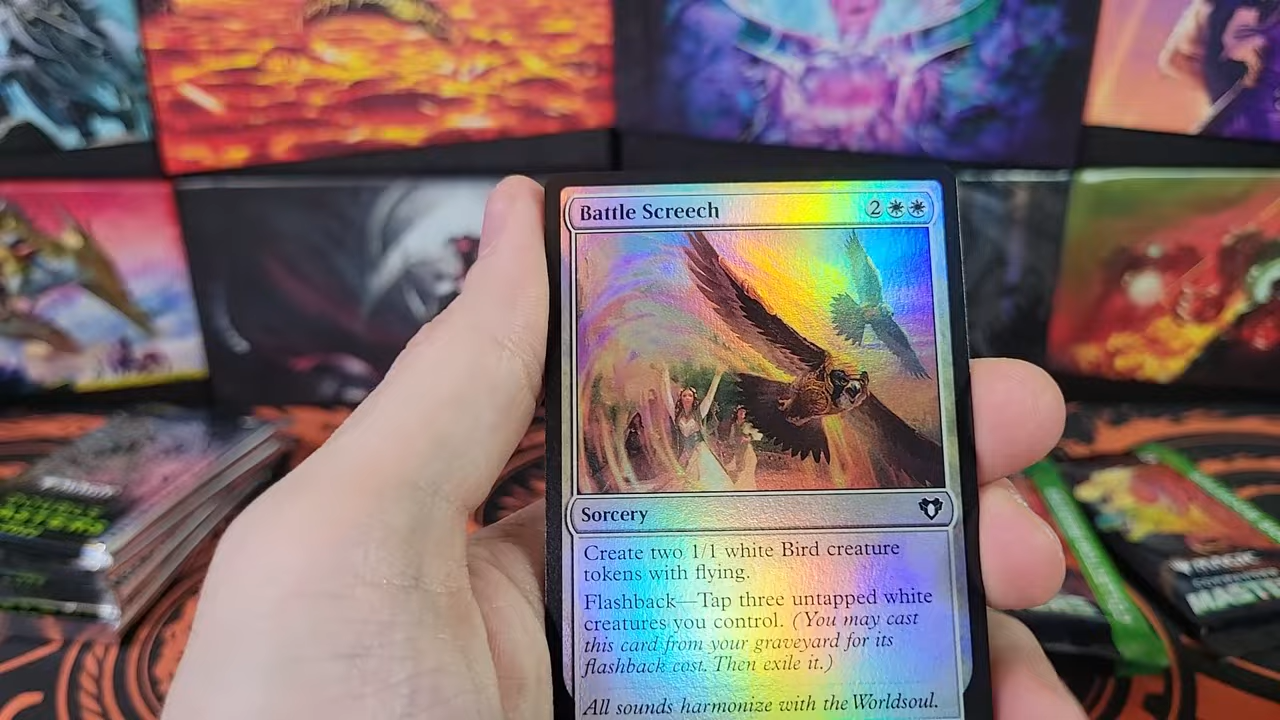 Battle Screech
2
Sorcery
Create two 1/1 white Bird creature
tokens with flying.
Flashback—Tap three untapped white
creatures you control. (You may cast
this card from your graveyard for its
flashback cost. Then exile it.)
All sounds harmonize with the Worldsoul.